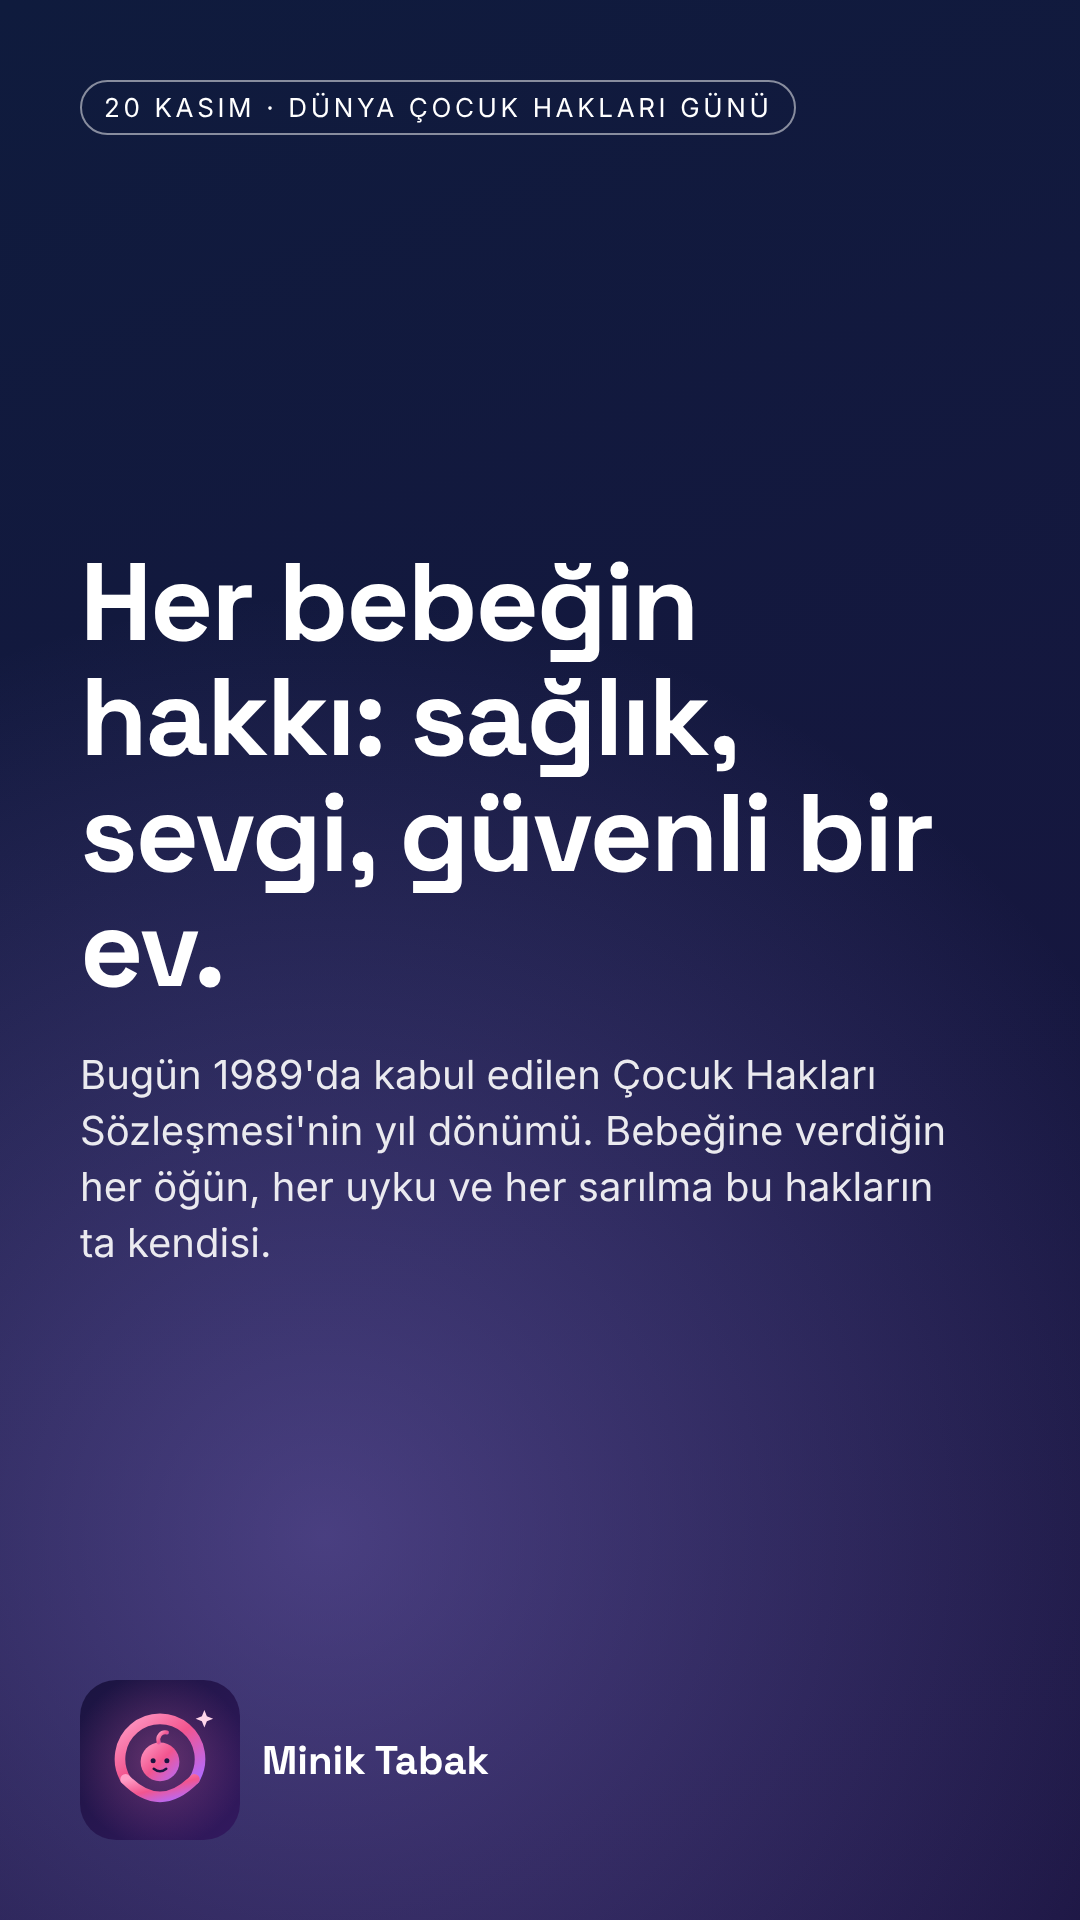 20 KASIM · DÜNYA ÇOCUK HAKLARI GÜNÜ
Her bebeğin
hakkı: sağlık,
sevgi, güvenli bir
ev.
Bugün 1989'da kabul edilen Çocuk Hakları
Sözleşmesi'nin yıl dönümü. Bebeğine verdiğin
her öğün, her uyku ve her sarılma bu hakların
ta kendisi.
Minik Tabak